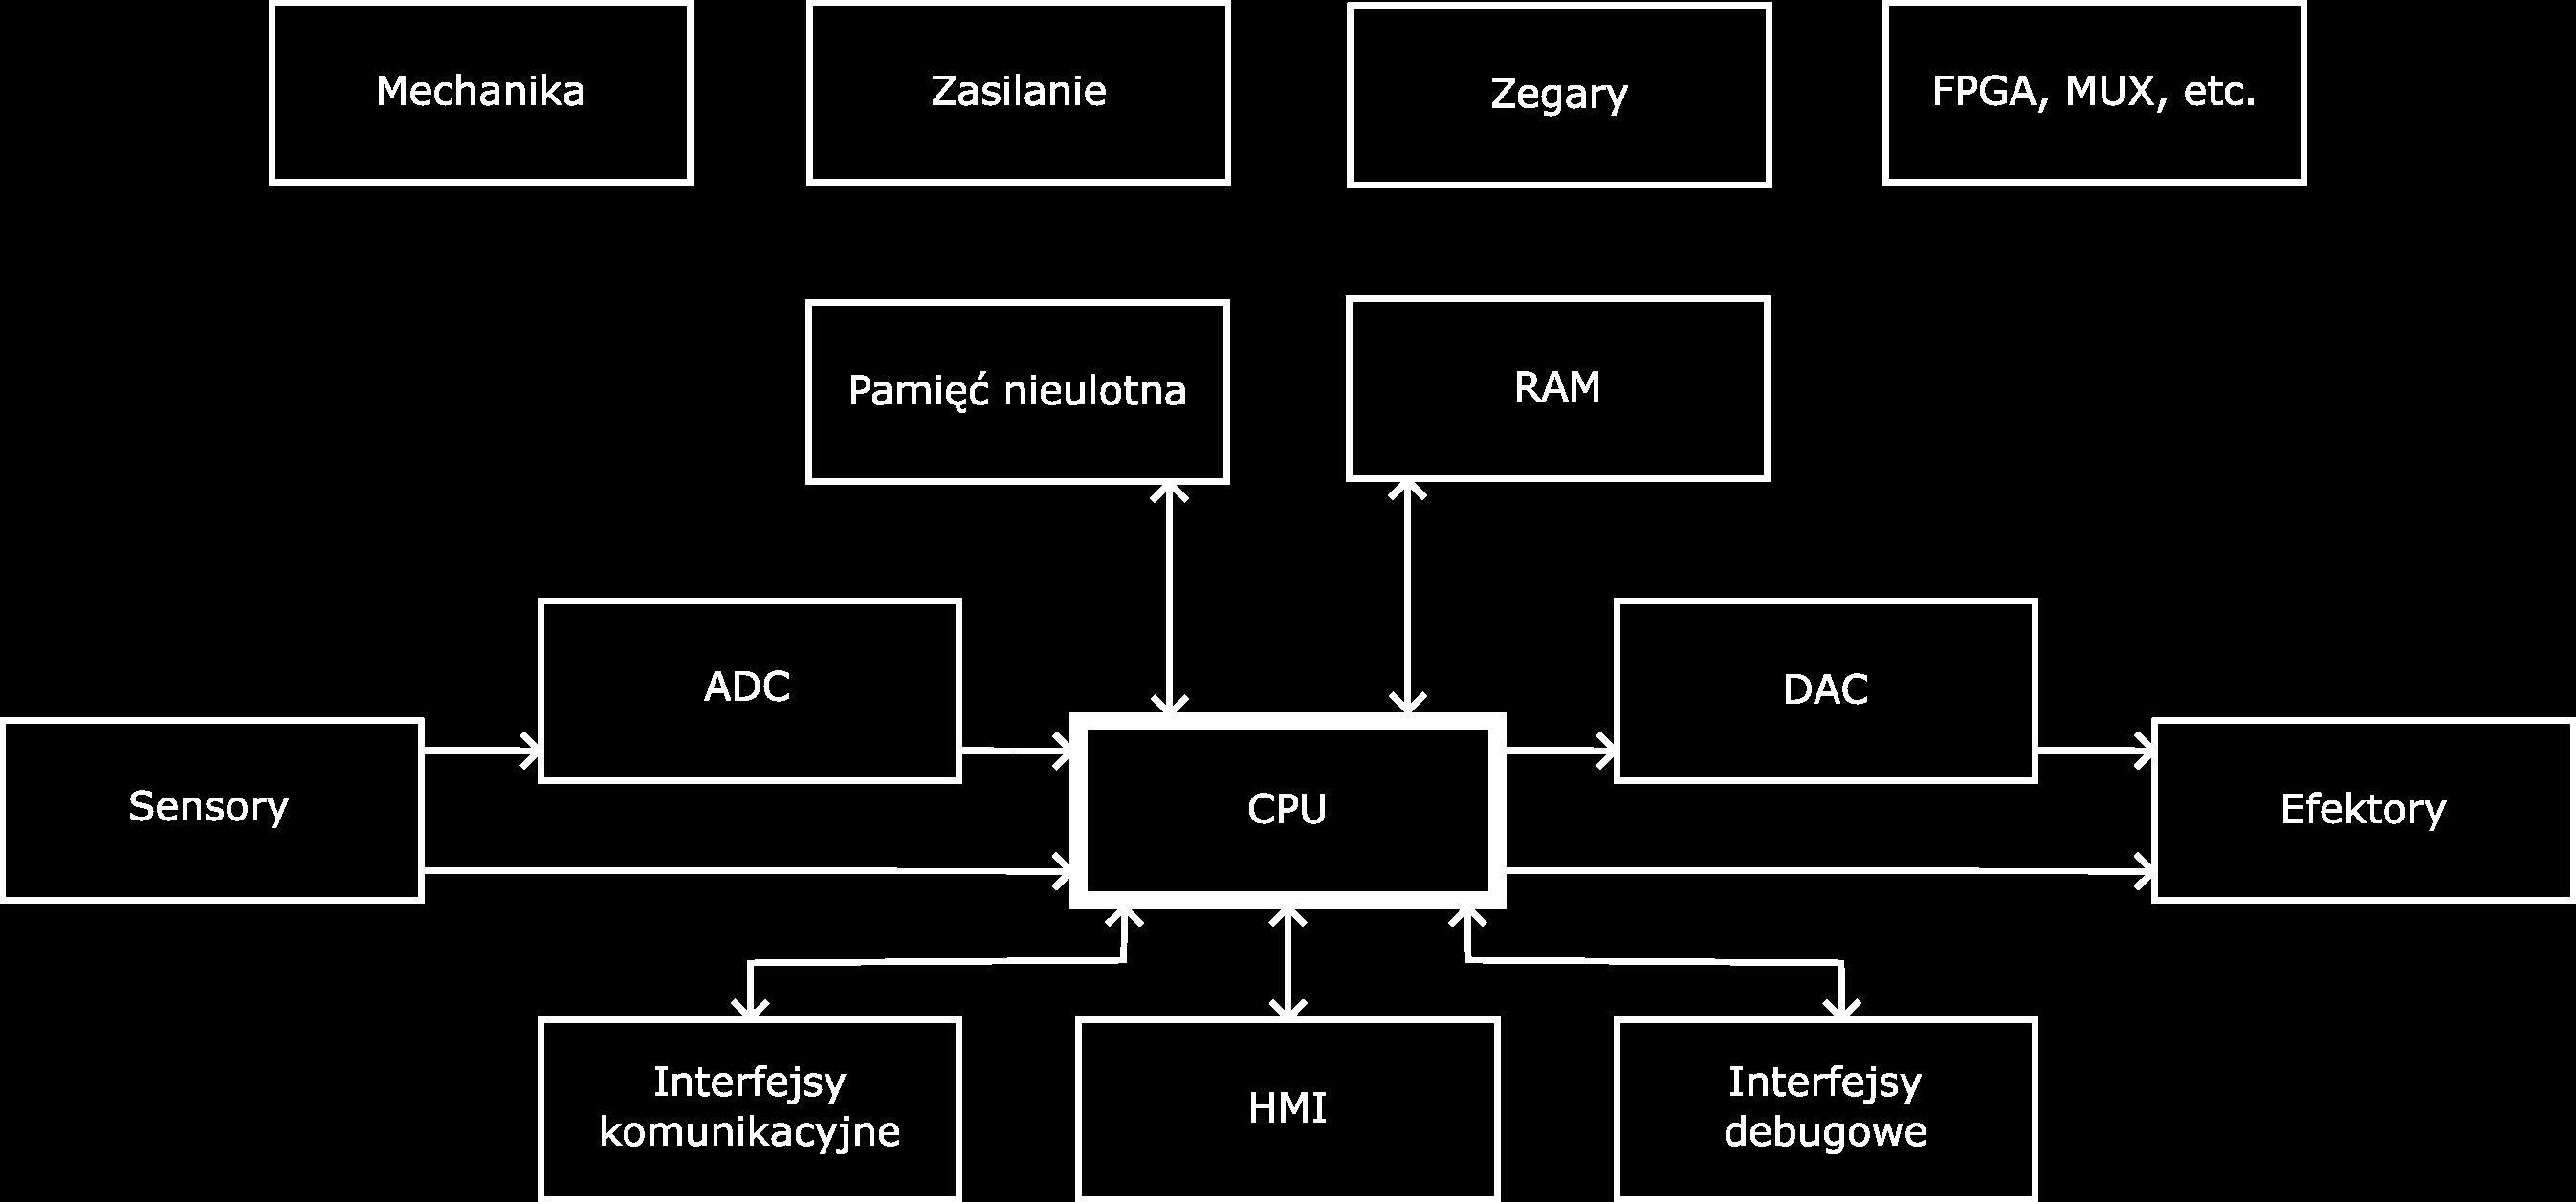 Mechanika
Zasilanie
Zegary
FPGA, MUX, etc.
Pamięć nieulotna
RAM
ADC
DAC
Sensory
CPU
Efektory
Interfejsy
komunikacyjne
HMI
Interfejsy
debugowe